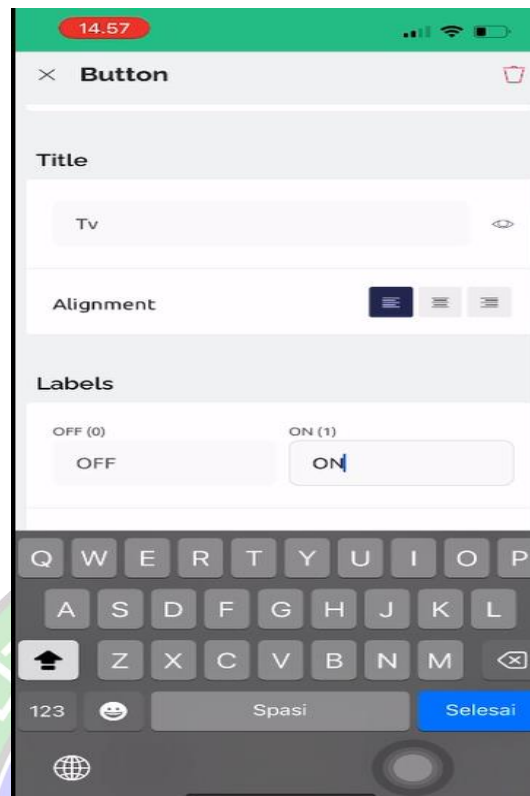 14.57
Button
Title
Tv
Alignment
Labels
OFF (0) ON (1)
OFF ON
Q W E R T Y U I O P
A S D F G H J K L
Z X C V B N M
123 Spasi Selesai